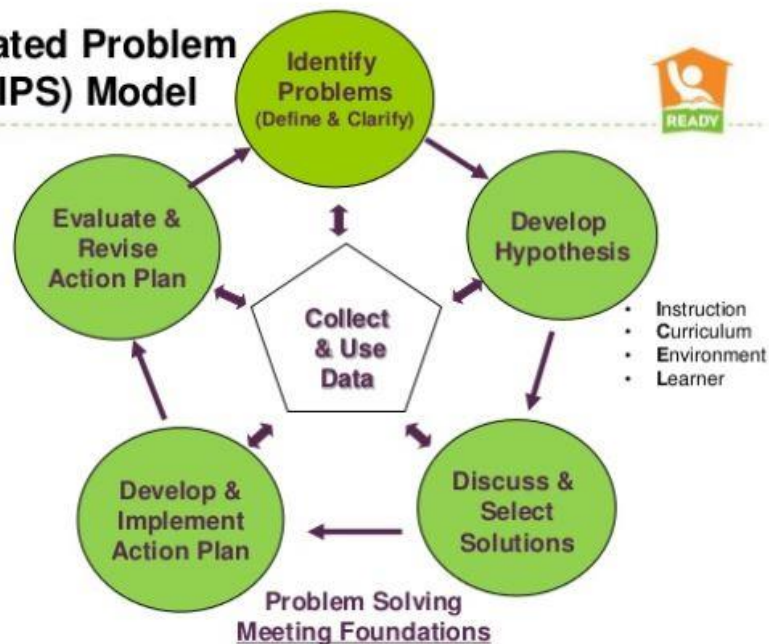 ated Problem
IPS) Model
READY
Identify
Problems
(Define & Clarify)
Evaluate &
Revise
Action Plan
Develop
Hypothesis
Collect
& Use
Data
• Instruction
• Curriculum
• Environment
• Learner
Develop &
Implement
Action Plan
Discuss &
Select
Solutions
Problem Solving
Meeting Foundations